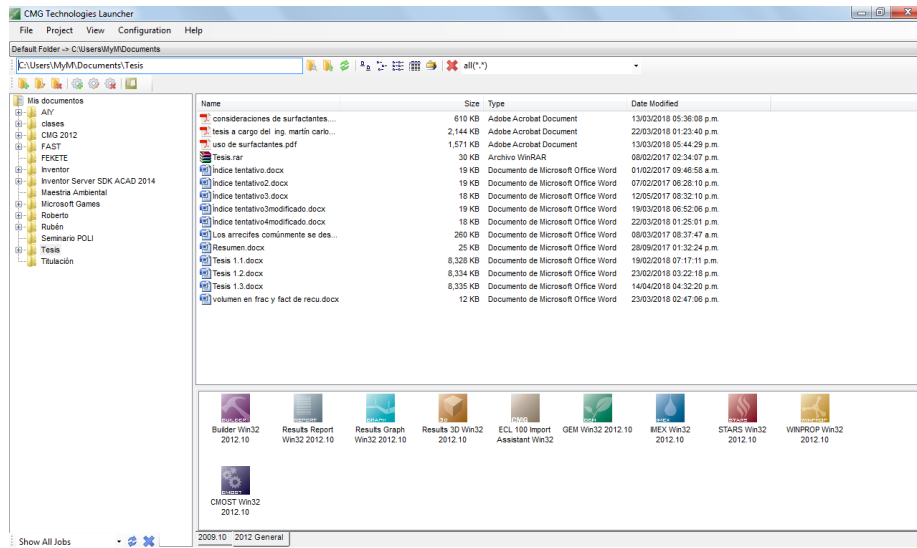 CMG Technologies Launcher
File Project View Configuration Help
Default Folder -> C:\Users\MyM\Documents
C:\Users\MyM\Documents\Tesis
all(*.*)
Mis documentos
AIY
clases
CMG 2012
FAST
FEKETE
Inventor
Inventor Server SDK ACAD 2014
Maestria Ambiental
Microsoft Games
Roberto
Rubén
Seminario POLI
Tesis
Titulación
Name Size Type Date Modified
consideraciones de surfactantes.... 610 KB Adobe Acrobat Document 13/03/2018 05:36:08 p.m.
tesis a cargo del ing. martín carlo... 2,144 KB Adobe Acrobat Document 22/03/2018 01:23:40 p.m.
uso de surfactantes.pdf 1,571 KB Adobe Acrobat Document 13/03/2018 05:44:29 p.m.
Tesis.rar 30 KB Archivo WinRAR 08/02/2017 02:34:07 p.m.
Índice tentativo.docx 19 KB Documento de Microsoft Office Word 01/02/2017 09:46:58 a.m.
Índice tentativo2.docx 19 KB Documento de Microsoft Office Word 07/02/2017 06:28:10 p.m.
Índice tentativo3.docx 18 KB Documento de Microsoft Office Word 12/05/2017 08:32:10 p.m.
Índice tentativo3modificado.docx 19 KB Documento de Microsoft Office Word 19/03/2018 06:52:06 p.m.
Índice tentativo4modificado.docx 18 KB Documento de Microsoft Office Word 22/03/2018 01:25:01 p.m.
Los arrecifes comúnmente se des... 260 KB Documento de Microsoft Office Word 08/03/2017 08:37:47 a.m.
Resumen.docx 25 KB Documento de Microsoft Office Word 28/09/2017 01:32:24 p.m.
Tesis 1.1.docx 8,328 KB Documento de Microsoft Office Word 19/02/2018 07:17:11 p.m.
Tesis 1.2.docx 8,334 KB Documento de Microsoft Office Word 23/02/2018 03:22:18 p.m.
Tesis 1.3.docx 8,335 KB Documento de Microsoft Office Word 14/04/2018 04:32:20 p.m.
volumen en frac y fact de recu.docx 12 KB Documento de Microsoft Office Word 23/03/2018 02:47:06 p.m.
BUILDER REPORT GRAPH 3D CMG GEM IMEX STARS WINPROP
Builder Win32 Results Report Results Graph Results 3D Win32 ECL 100 Import GEM Win32 2012.10 IMEX Win32 STARS Win32 WINPROP Win32
2012.10 Win32 2012.10 Win32 2012.10 2012.10 Assistant Win32 2012.10 2012.10 2012.10
CMOST
CMOST Win32
2012.10
Show All Jobs
2009.10 2012 General